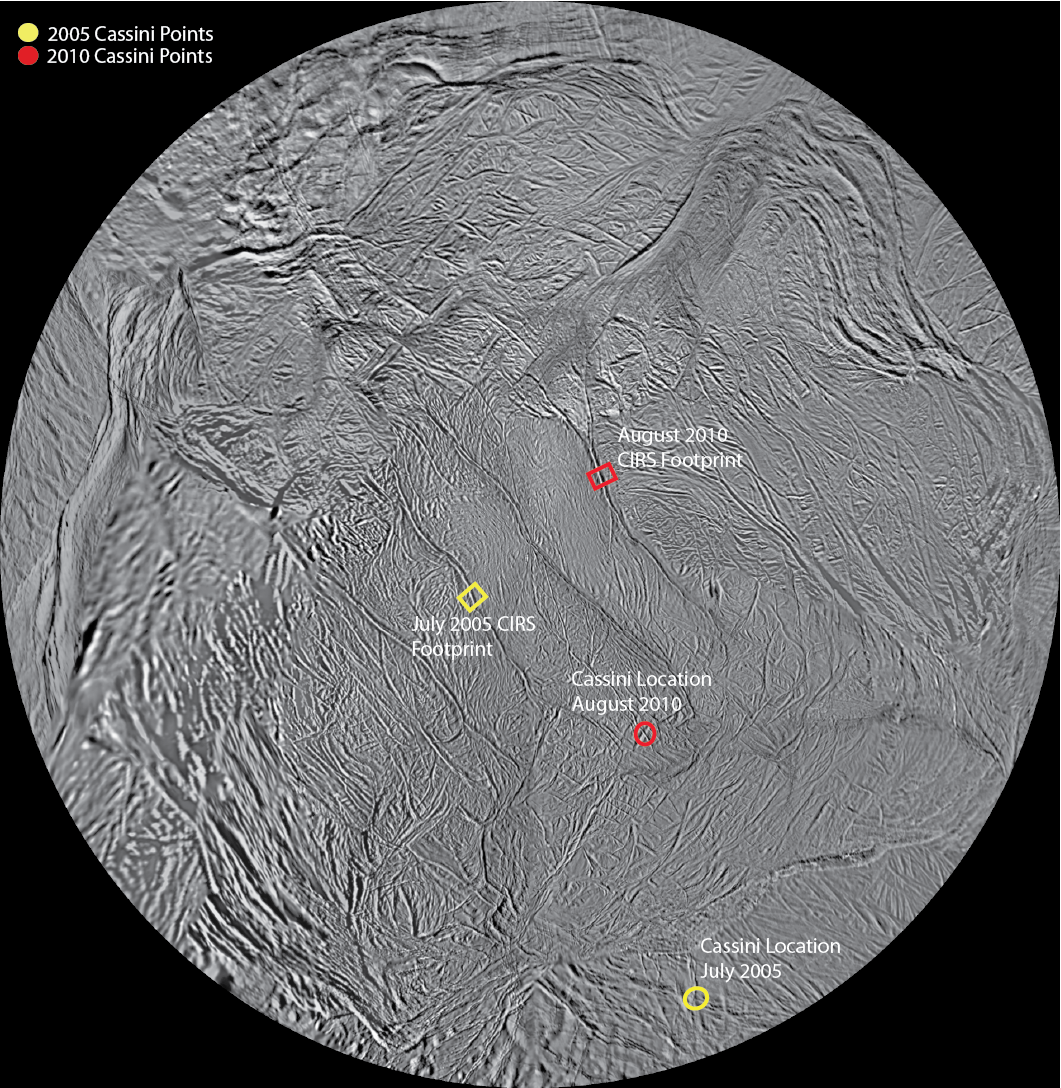 2005 Cassini Points
2010 Cassini Points
August 2010
CIRS Footprint
July 2005 CIRS
Footprint
Cassini Location
August 2010
Cassini Location
July 2005